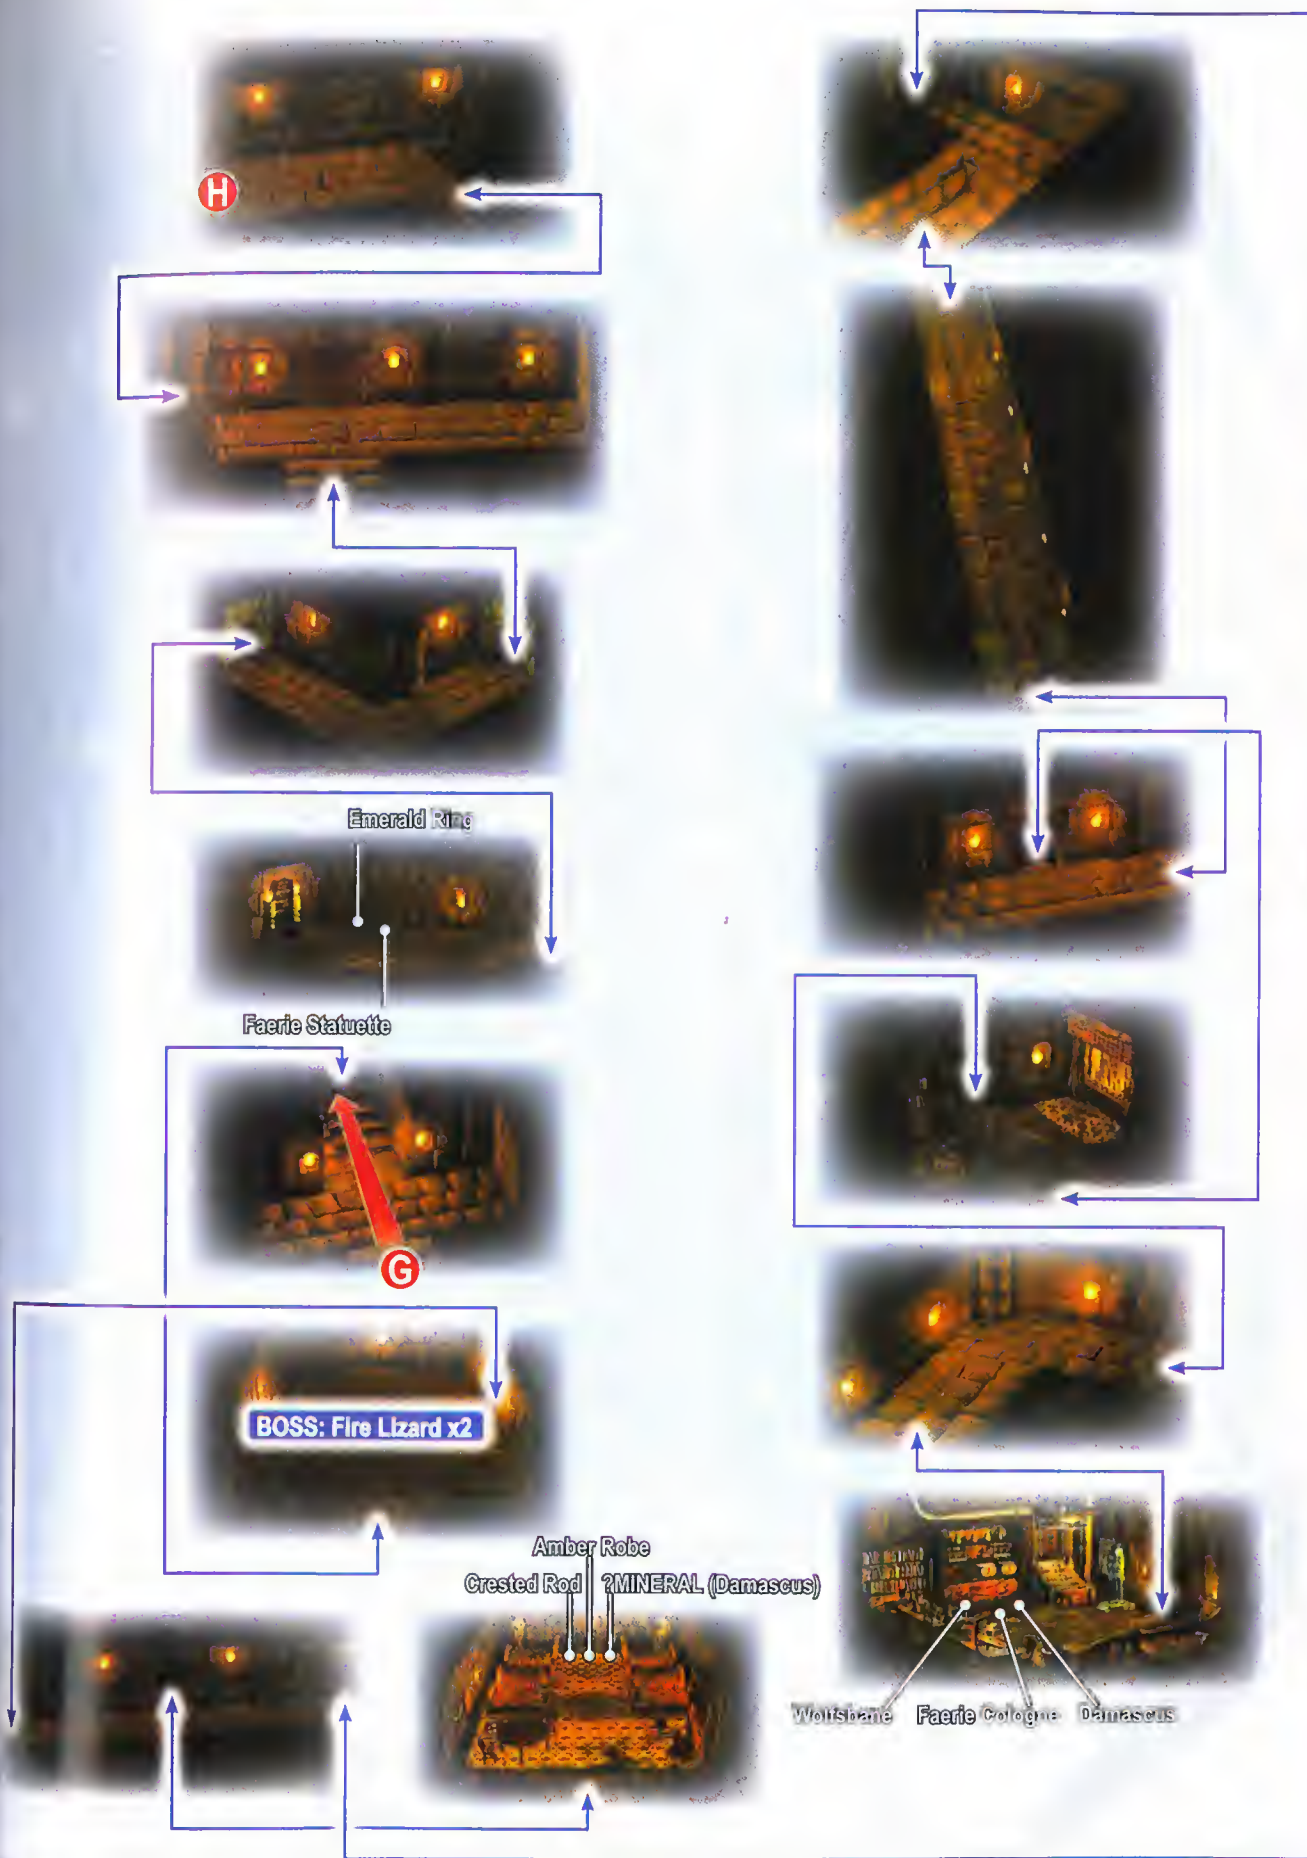 H
Emerald Ring
Faerie Statuette
G
BOSS: Fire Lizard x2
Amber Robe
Crested Rod
?MINERAL (Damascus)
Wolfsbane
Faerie Cologne
Damascus